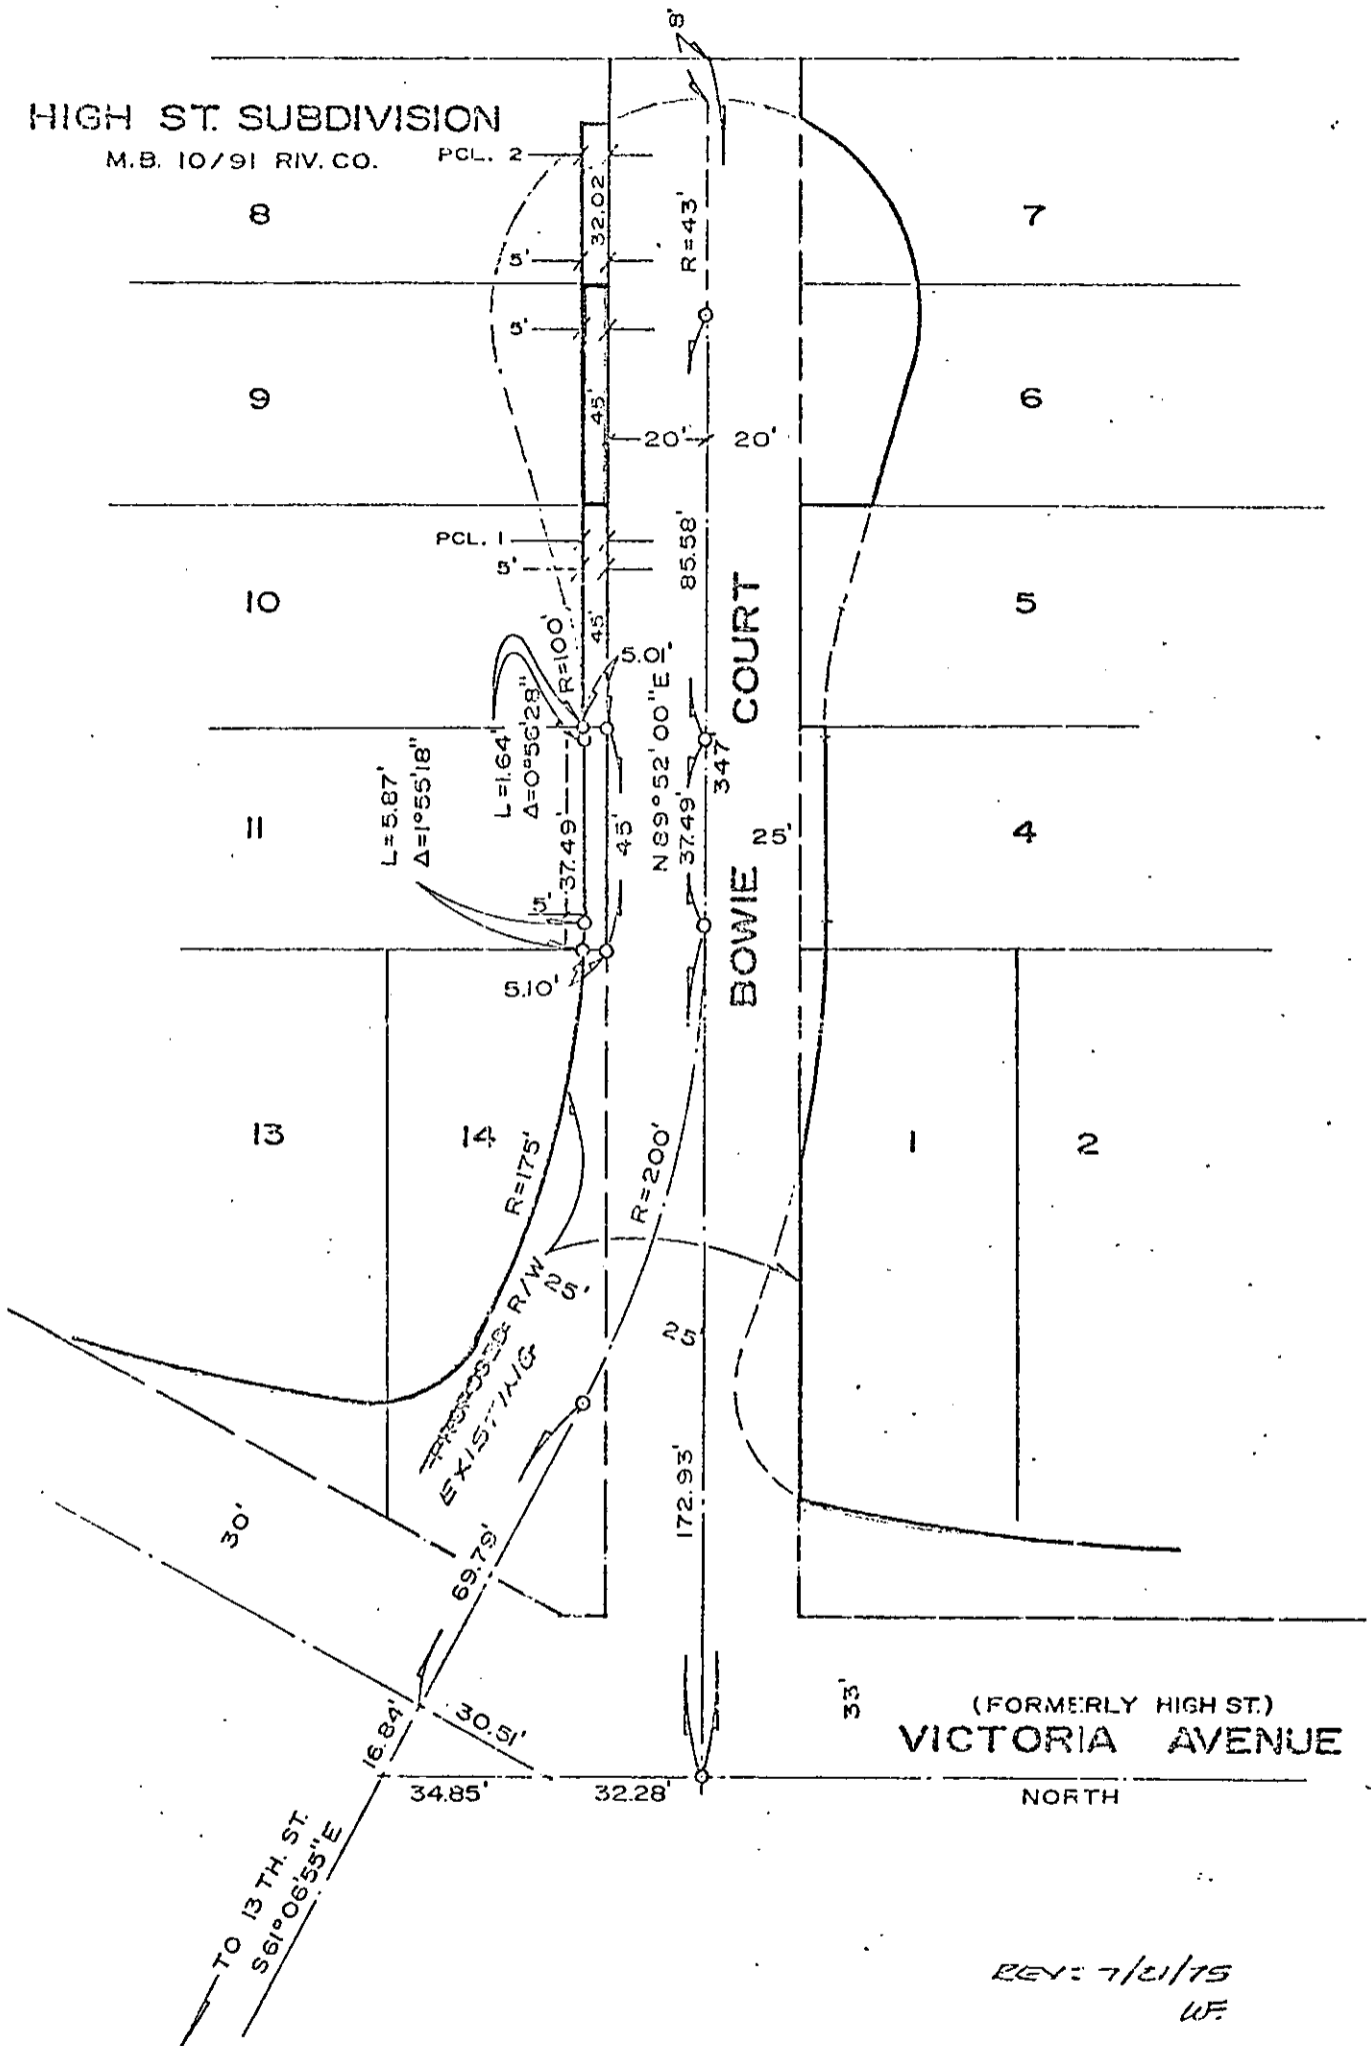 8'
HIGH ST. SUBDIVISION
M.B. 10/91 RIV. CO.
PCL. 2
8
32.02'
R=43'
7
5'
5'
9
45'
20'
20'
6
PCL. 1
5'
85.58'
10
45'
5
R=100'
5.01'
L=1.64'
Δ=0°56'28"
N89°52'00"E
BOWIE COURT
347'
L=5.87'
Δ=1°55'18"
11
37.49'
45'
37.49'
25'
4
5'
5.10'
13
14
R=175'
R=200'
1
2
PROPOSED R/W
EXISTING
25'
25'
30'
69.79'
172.93'
33'
(FORMERLY HIGH ST.)
VICTORIA AVENUE
NORTH
16.84'
30.51'
34.85'
32.28'
TO 13 TH. ST.
S61°06'55"E
REV: 7/21/75
WF.